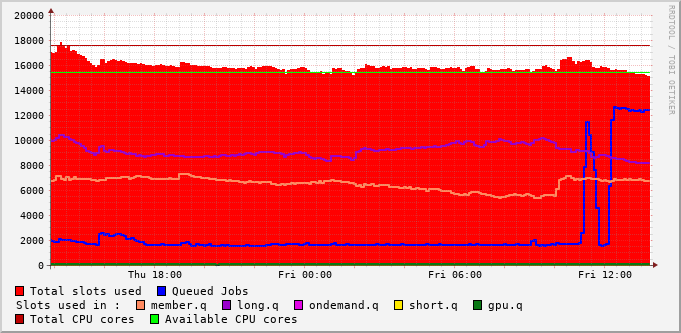 RRDTOOL / TOBI OETIKER
20000
18000
16000
14000
12000
10000
8000
6000
4000
2000
0
Thu 18:00 Fri 00:00 Fri 06:00 Fri 12:00
Total slots used Queued Jobs
Slots used in : member.q long.q ondemand.q short.q gpu.q
Total CPU cores Available CPU cores